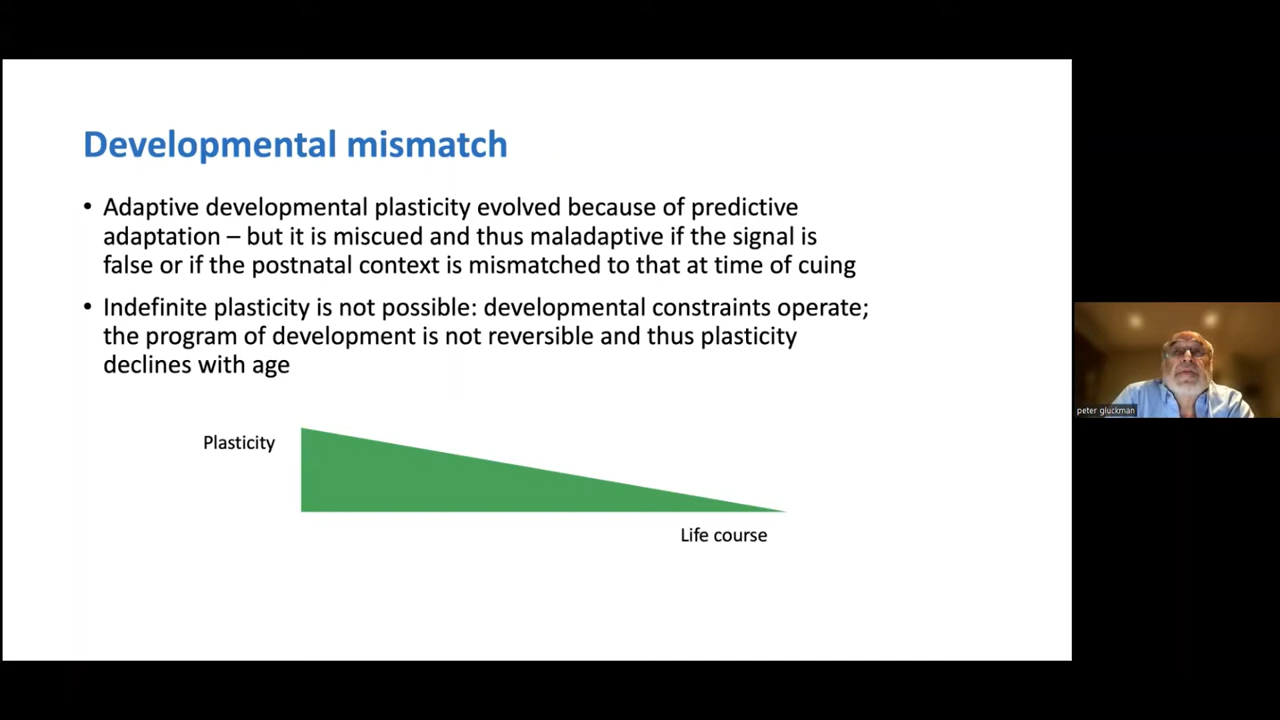 Developmental mismatch
• Adaptive developmental plasticity evolved because of predictive
adaptation – but it is miscued and thus maladaptive if the signal is
false or if the postnatal context is mismatched to that at time of cuing
• Indefinite plasticity is not possible: developmental constraints operate;
the program of development is not reversible and thus plasticity
declines with age
Plasticity
Life course
peter gluckman